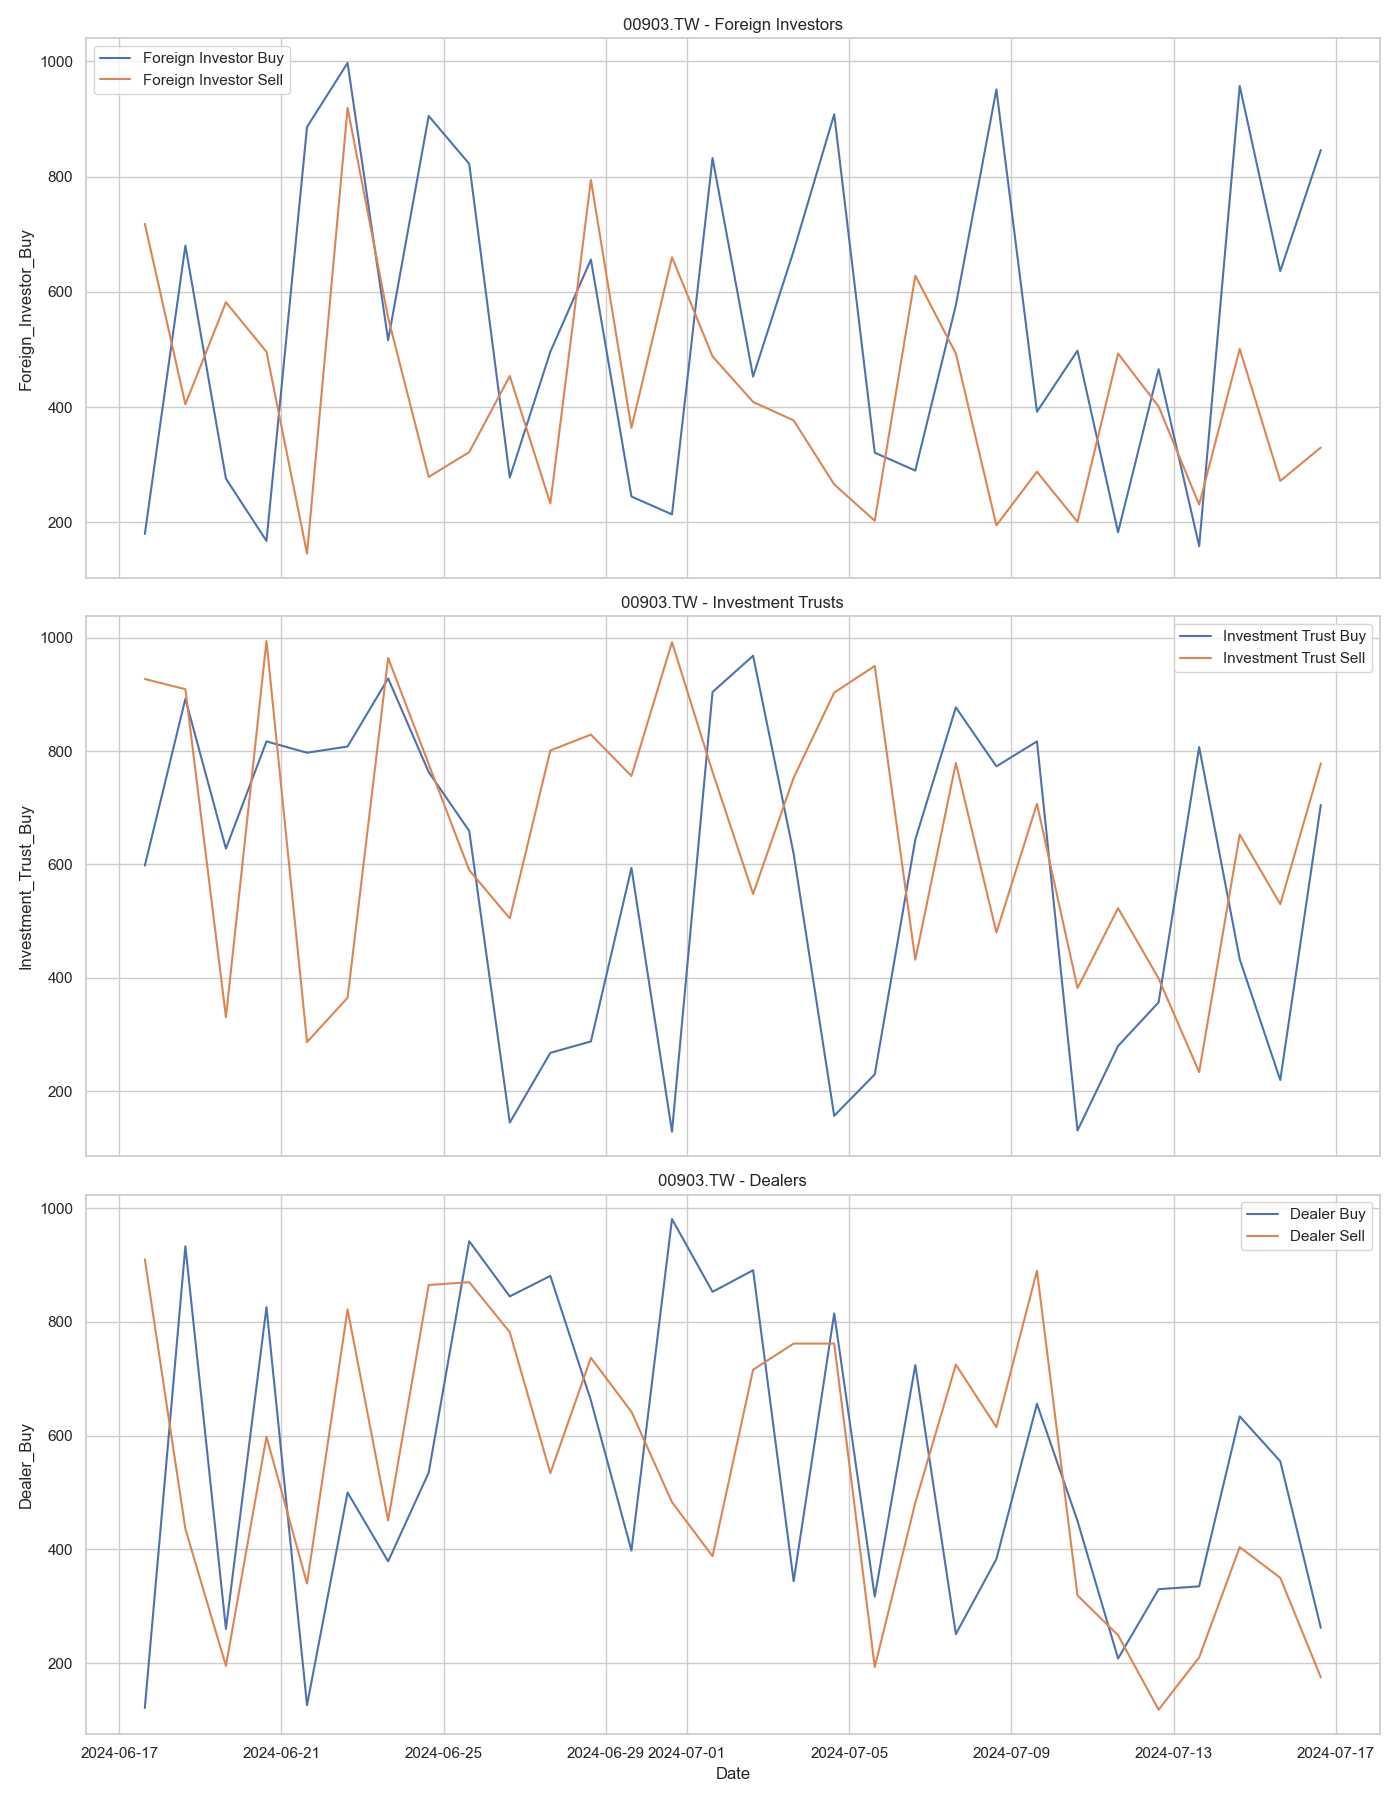 00903.TW - Foreign Investors
Foreign Investor Buy
Foreign Investor Sell
1000
800
600
400
200
Foreign_Investor_Buy
00903.TW - Investment Trusts
Investment Trust Buy
Investment Trust Sell
1000
800
600
400
200
Investment_Trust_Buy
00903.TW - Dealers
Dealer Buy
Dealer Sell
1000
800
600
400
200
Dealer_Buy
2024-06-17 2024-06-21 2024-06-25 2024-06-29 2024-07-01 2024-07-05 2024-07-09 2024-07-13 2024-07-17
Date